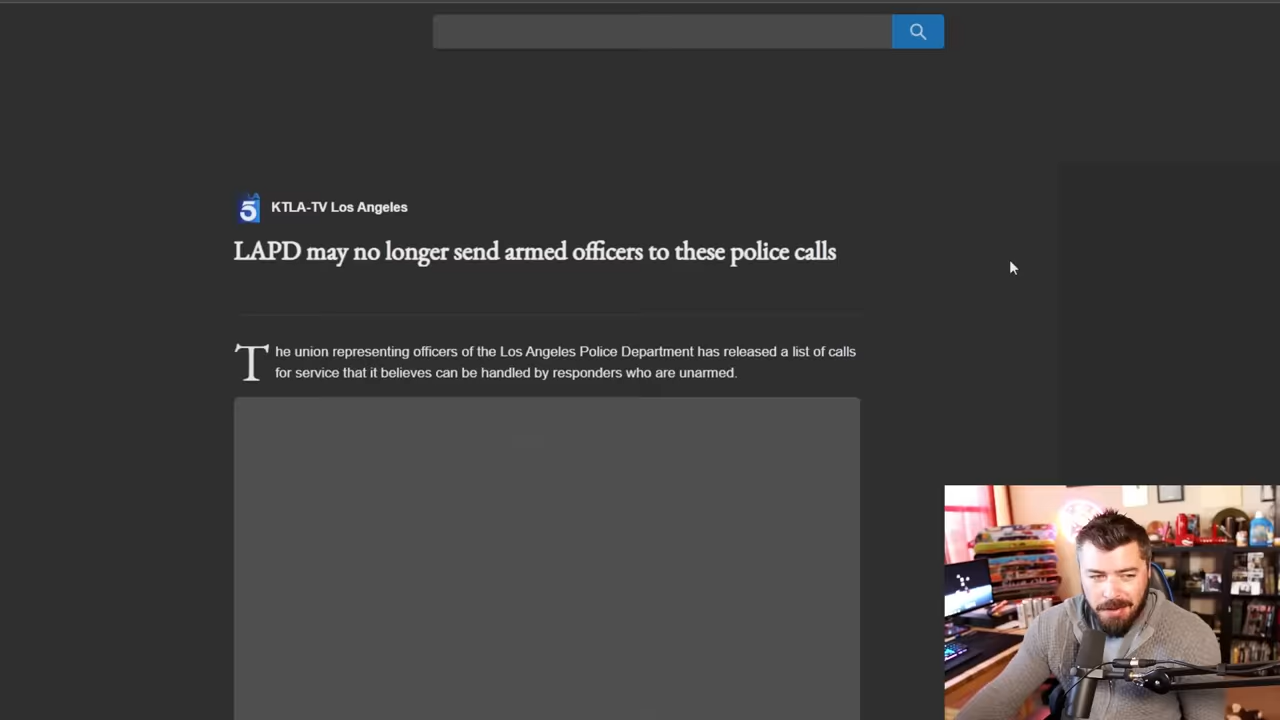 5
KTLA-TV Los Angeles
LAPD may no longer send armed officers to these police calls
The union representing officers of the Los Angeles Police Department has released a list of calls
for service that it believes can be handled by responders who are unarmed.